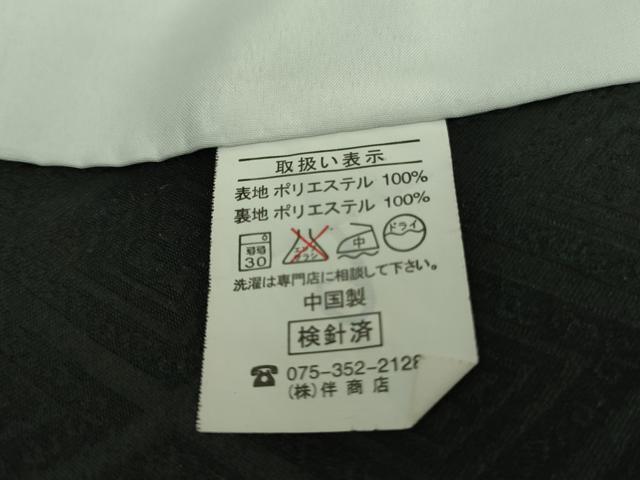 取扱い表示
表地 ポリエステル 100%
裏地 ポリエステル 100%
30 中 ドライ
洗濯は専門店に相談して下さい。
中国製
検針済
☎ 075-352-2128
(株)伴商店